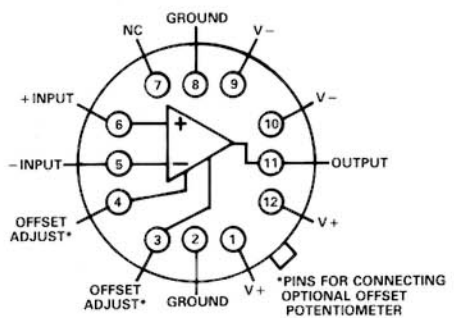 GROUND
NC
V−
7
8
9
+INPUT
6
+
10
V−
−INPUT
5
−
11
OUTPUT
4
12
OFFSET
ADJUST*
3
2
1
V+
OFFSET
ADJUST*
GROUND
V+
*PINS FOR CONNECTING
OPTIONAL OFFSET
POTENTIOMETER